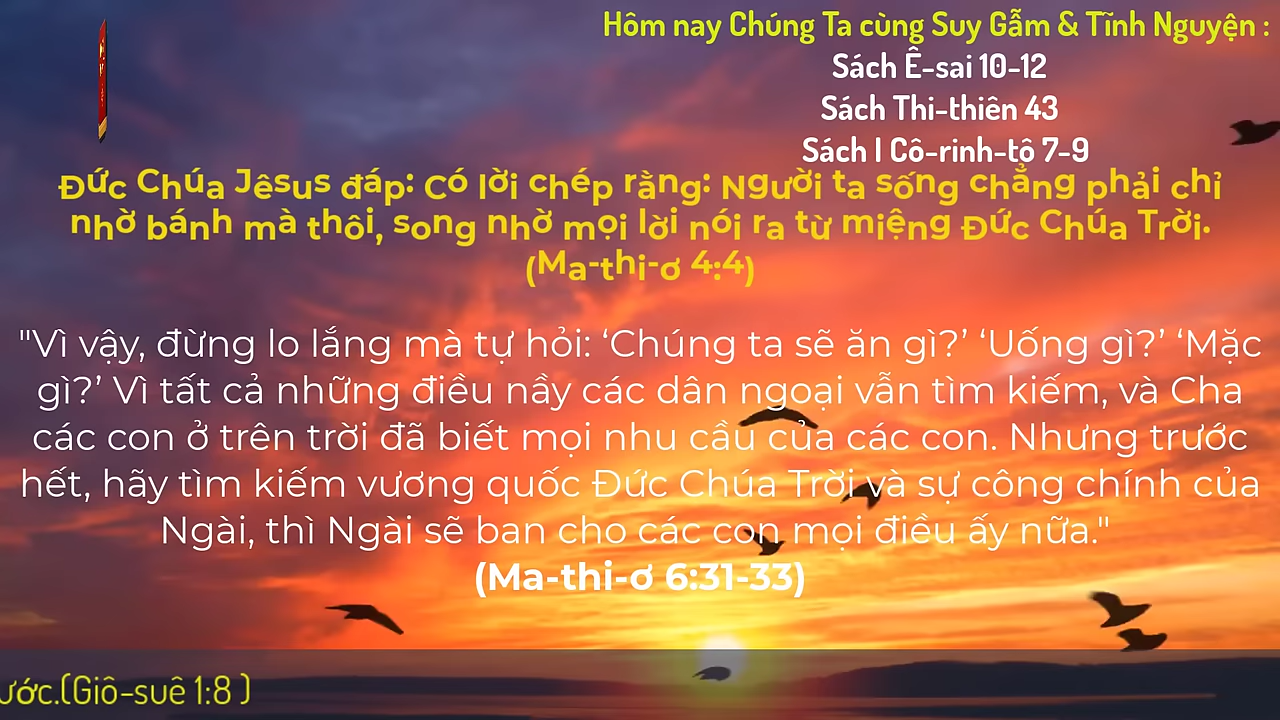 Hôm nay Chúng Ta cùng Suy Gẫm & Tĩnh Nguyện :
Sách Ê-sai 10-12
Sách Thi-thiên 43
Sách I Cô-rinh-tô 7-9
Đức Chúa Jêsus đáp: Có lời chép rằng: Người ta sống chẳng phải chỉ
nhờ bánh mà thôi, song nhờ mọi lời nói ra từ miệng Đức Chúa Trời.
(Ma-thi-ơ 4:4)
"Vì vậy, đừng lo lắng mà tự hỏi: ‘Chúng ta sẽ ăn gì?’ ‘Uống gì?’ ‘Mặc
gì?’ Vì tất cả những điều nầy các dân ngoại vẫn tìm kiếm, và Cha
các con ở trên trời đã biết mọi nhu cầu của các con. Nhưng trước
hết, hãy tìm kiếm vương quốc Đức Chúa Trời và sự công chính của
Ngài, thì Ngài sẽ ban cho các con mọi điều ấy nữa."
(Ma-thi-ơ 6:31-33)
ước.(Giô-suê 1:8 )